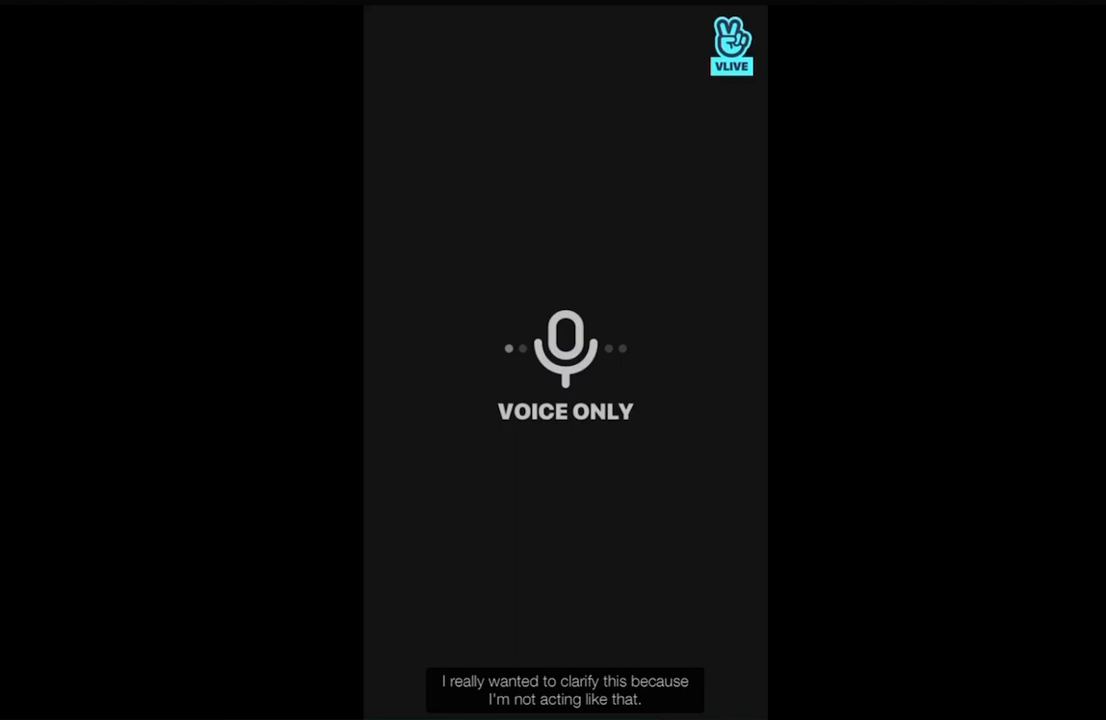 VLIVE
VOICE ONLY
I really wanted to clarify this because
I'm not acting like that.